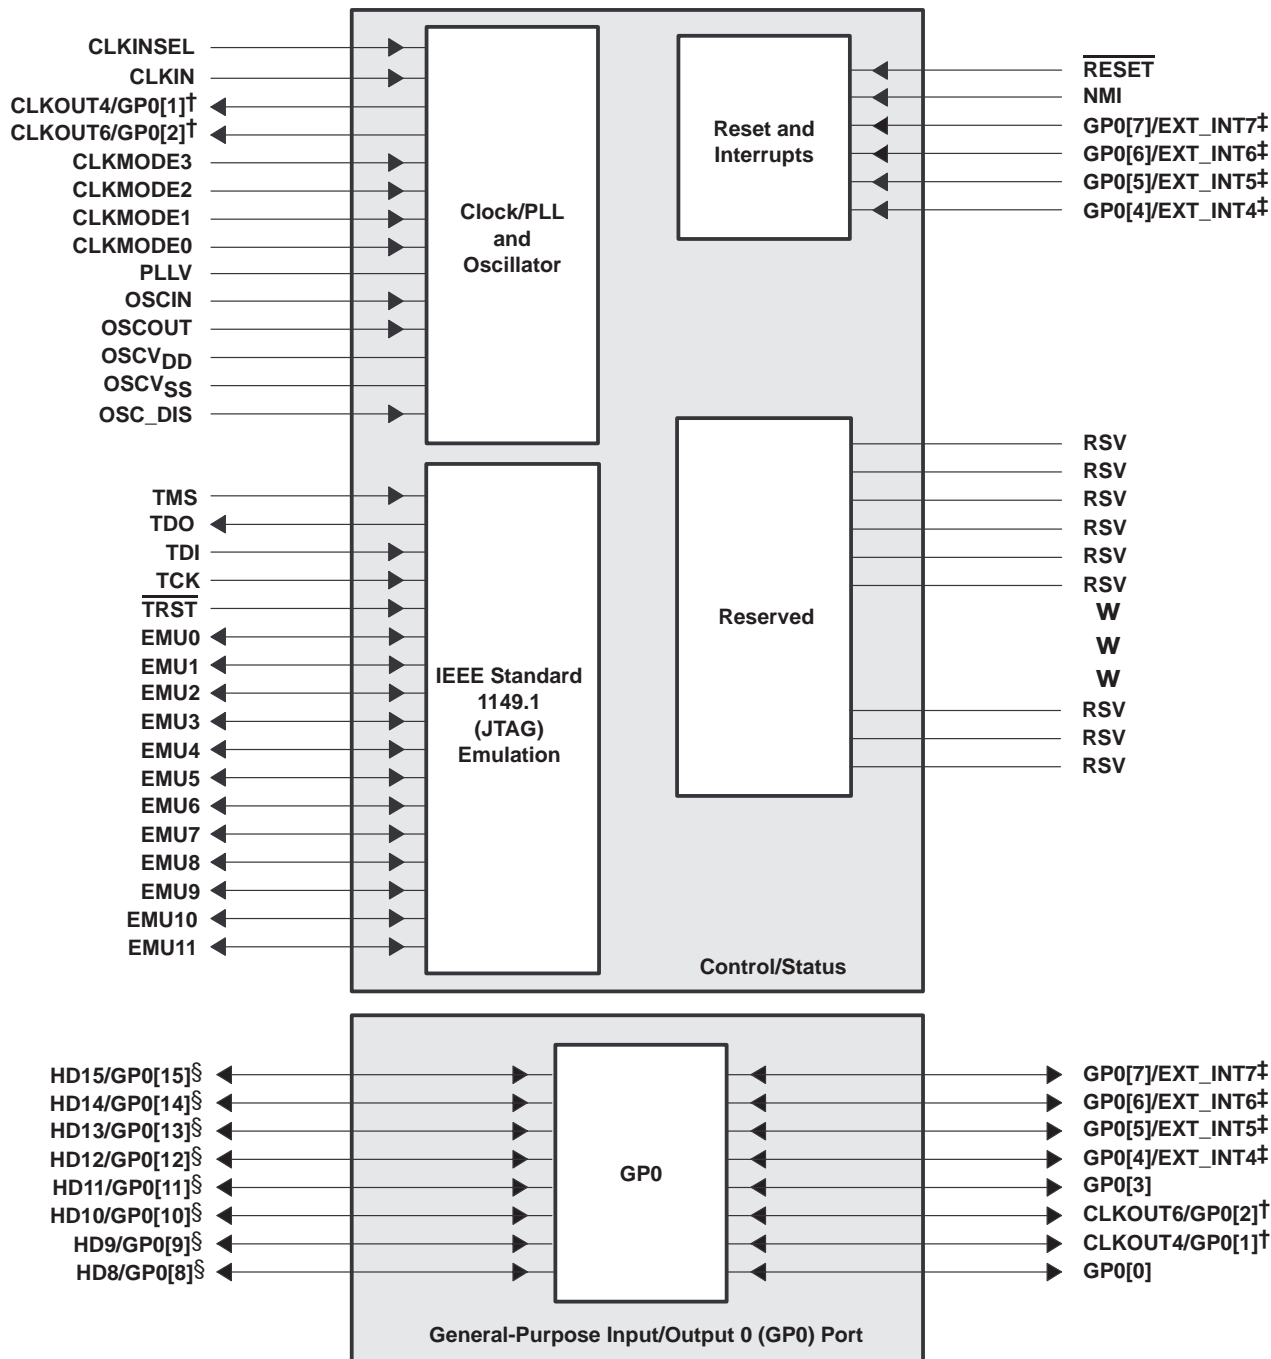 CLKINSEL
CLKIN
CLKOUT4/GP0[1]†
CLKOUT6/GP0[2]†
CLKMODE3
CLKMODE2
CLKMODE1
CLKMODE0
PLLV
OSCIN
OSCOUT
OSCVDD
OSCVSS
OSC_DIS
Clock/PLL
and
Oscillator
Reset and
Interrupts
RESET
NMI
GP0[7]/EXT_INT7‡
GP0[6]/EXT_INT6‡
GP0[5]/EXT_INT5‡
GP0[4]/EXT_INT4‡
TMS
TDO
TDI
TCK
TRST
EMU0
EMU1
EMU2
EMU3
EMU4
EMU5
EMU6
EMU7
EMU8
EMU9
EMU10
EMU11
IEEE Standard
1149.1
(JTAG)
Emulation
Reserved
RSV
RSV
RSV
RSV
RSV
RSV
W
W
W
RSV
RSV
RSV
Control/Status
HD15/GP0[15]§
HD14/GP0[14]§
HD13/GP0[13]§
HD12/GP0[12]§
HD11/GP0[11]§
HD10/GP0[10]§
HD9/GP0[9]§
HD8/GP0[8]§
GP0
GP0[7]/EXT_INT7‡
GP0[6]/EXT_INT6‡
GP0[5]/EXT_INT5‡
GP0[4]/EXT_INT4‡
GP0[3]
CLKOUT6/GP0[2]†
CLKOUT4/GP0[1]†
GP0[0]
General-Purpose Input/Output 0 (GP0) Port